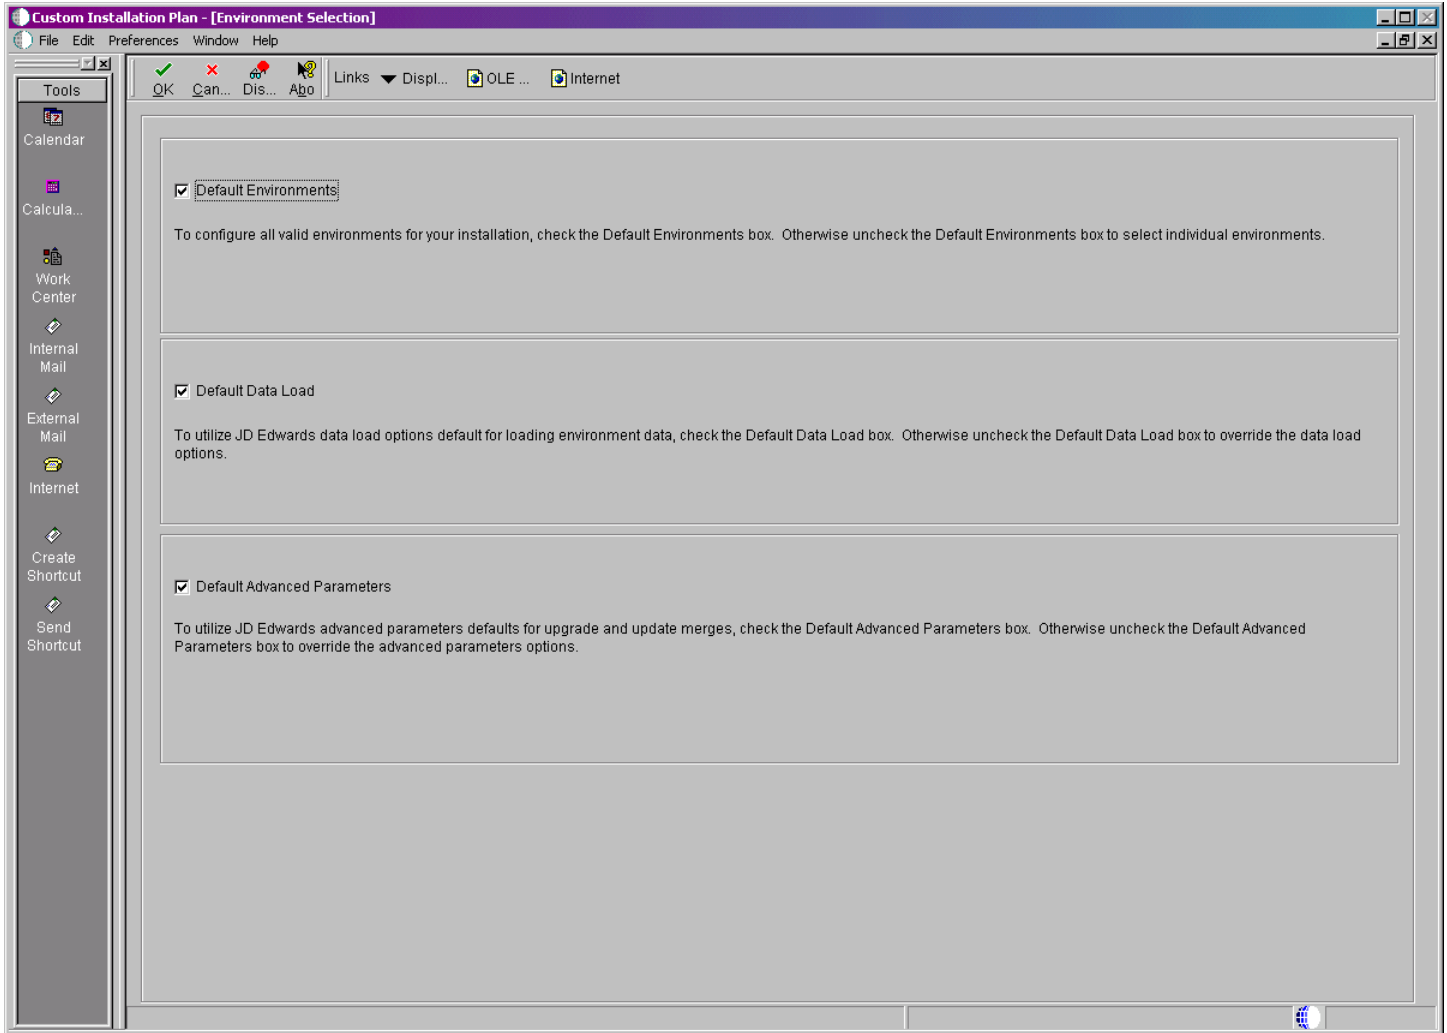 Custom Installation Plan - [Environment Selection]
File Edit Preferences Window Help
Tools
Calendar
Calcula...
Work
Center
Internal
Mail
External
Mail
Internet
Create
Shortcut
Send
Shortcut
OK Can... Dis... Abo Links Displ... OLE ... Internet
Default Environments
To configure all valid environments for your installation, check the Default Environments box. Otherwise uncheck the Default Environments box to select individual environments.
Default Data Load
To utilize JD Edwards data load options default for loading environment data, check the Default Data Load box. Otherwise uncheck the Default Data Load box to override the data load
options.
Default Advanced Parameters
To utilize JD Edwards advanced parameters defaults for upgrade and update merges, check the Default Advanced Parameters box. Otherwise uncheck the Default Advanced
Parameters box to override the advanced parameters options.